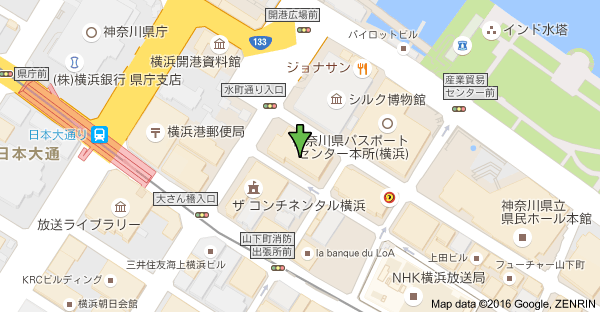 開港広場前
神奈川県庁
133
パイロットビル
インド水塔
横浜開港資料館
ジョナサン
県庁前
(株)横浜銀行 県庁支店
水町通り入口
産業貿易
センター前
シルク博物館
日本大通り
横浜港郵便局
奈川県パスポート
センター本所(横浜)
日本大通
大さん橋入口
ザ コンチネンタル横浜
神奈川県立
県民ホール本館
放送ライブラリー
山下町消防
出張所前
la banque du LoA
上田ビル
三井住友海上横浜ビル
フューチャー山下町
KRCビルディング
NHK横浜放送局
横浜朝日会館
Map data ©2016 Google, ZENRIN